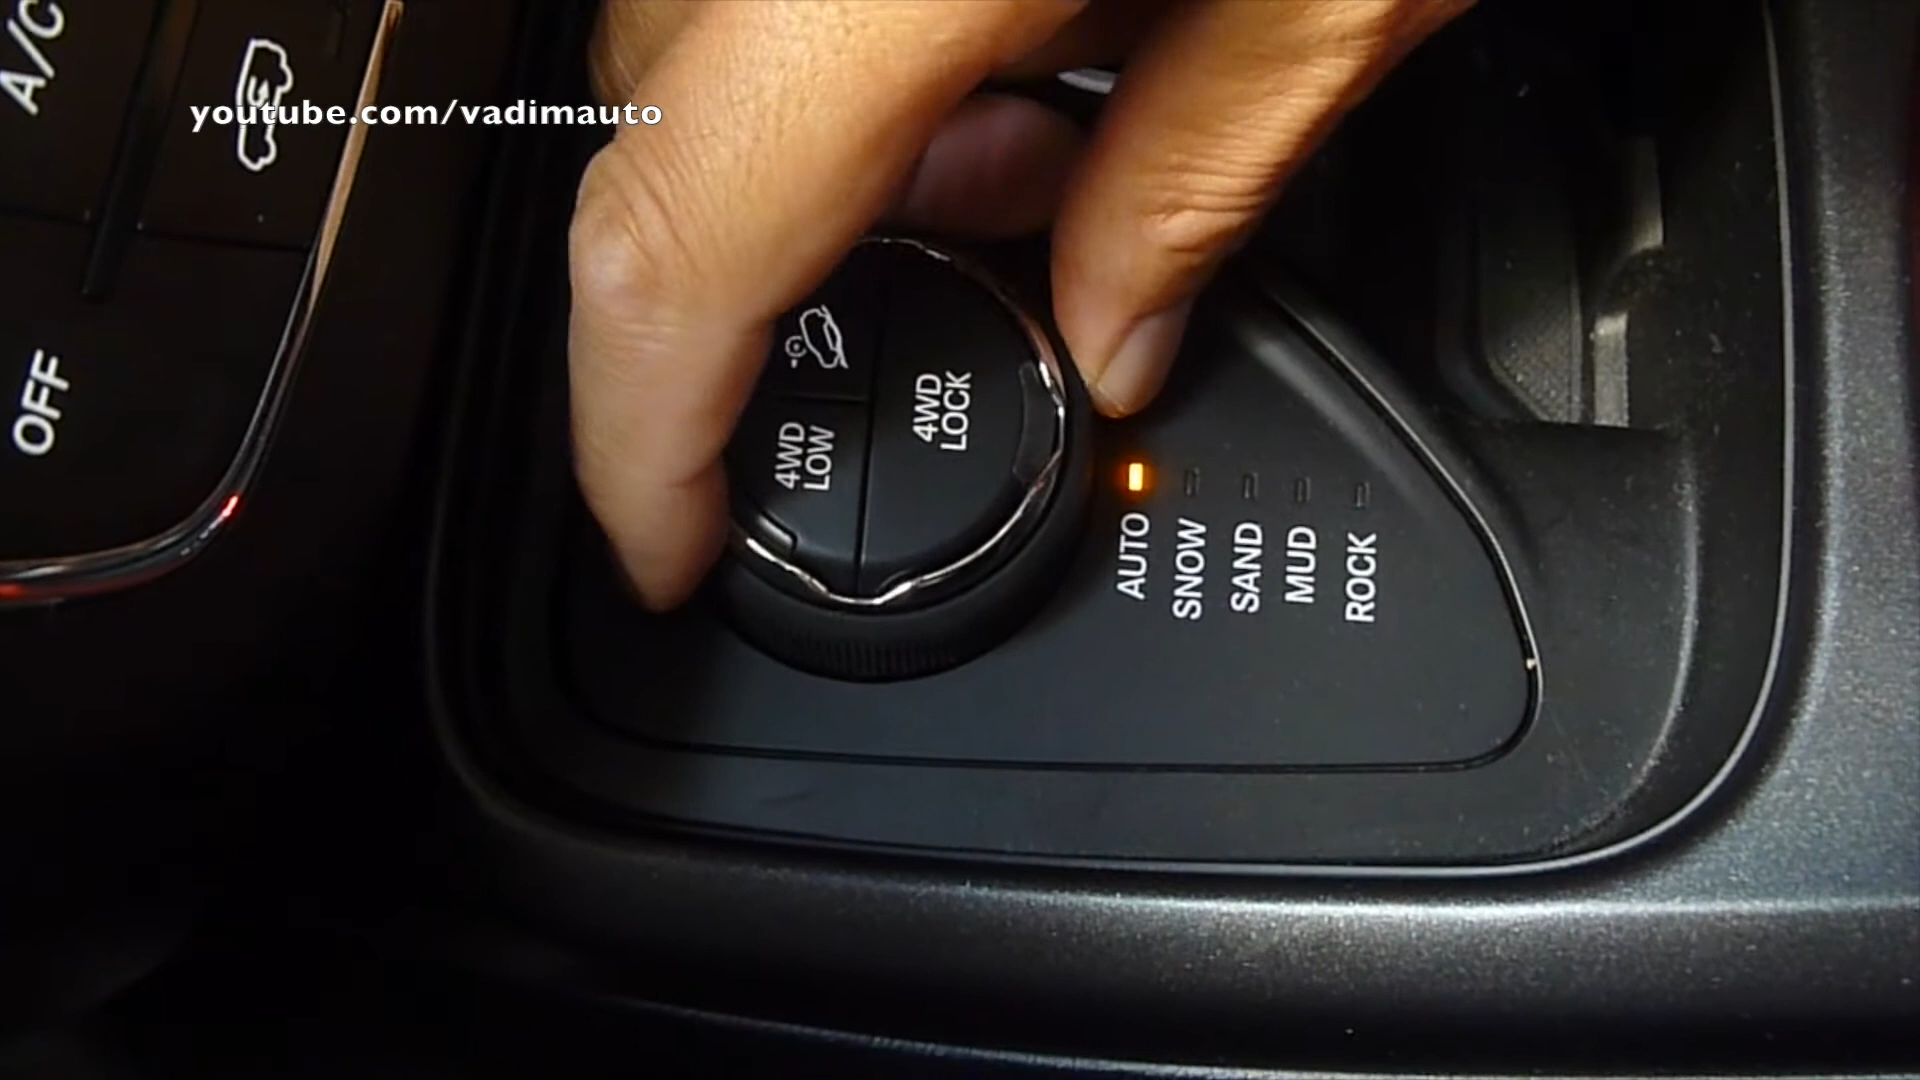 A/C
youtube.com/vadimauto
OFF
4WD
LOW
4WD
LOCK
AUTO
SNOW
SAND
MUD
ROCK